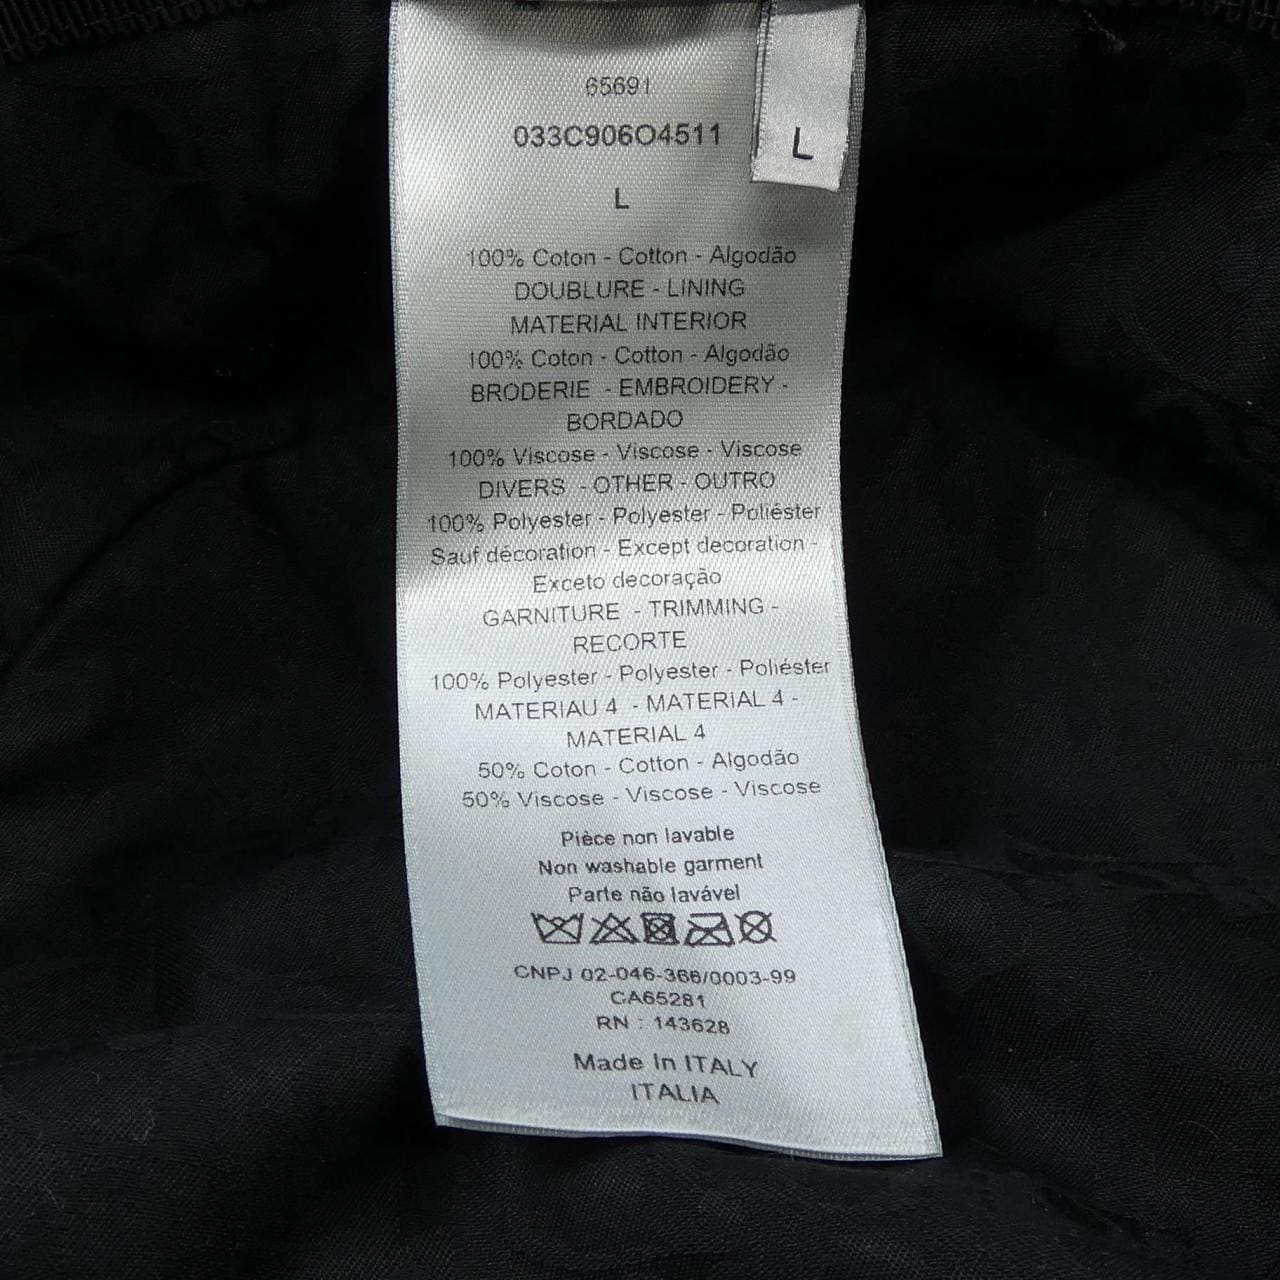 65691
033C906O4511
L
L
100% Coton - Cotton - Algodão
DOUBLURE - LINING
MATERIAL INTERIOR
100% Coton - Cotton - Algodão
BRODERIE - EMBROIDERY -
BORDADO
100% Viscose - Viscose - Viscose
DIVERS - OTHER - OUTRO
100% Polyester - Polyester - Poliéster
Sauf décoration - Except decoration -
Exceto decoração
GARNITURE - TRIMMING -
RECORTE
100% Polyester - Polyester - Poliéster
MATERIAU 4 - MATERIAL 4 -
MATERIAL 4
50% Coton - Cotton - Algodão
50% Viscose - Viscose - Viscose
Pièce non lavable
Non washable garment
Parte não lavável
CNPJ 02-046-368/0003-99
CA65281
RN : 143628
Made In ITALY
ITALIA